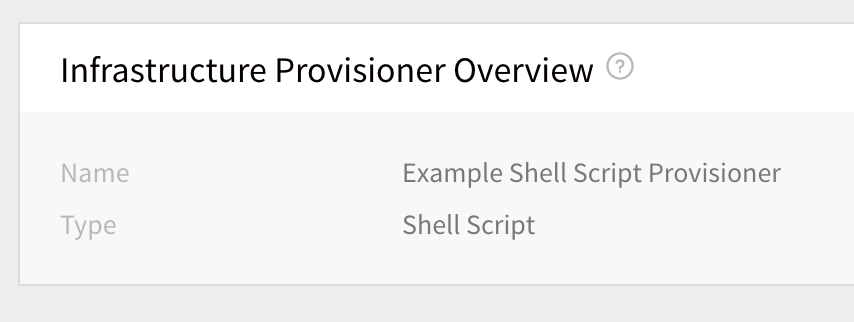 Infrastructure Provisioner Overview ?
Name Example Shell Script Provisioner
Type Shell Script